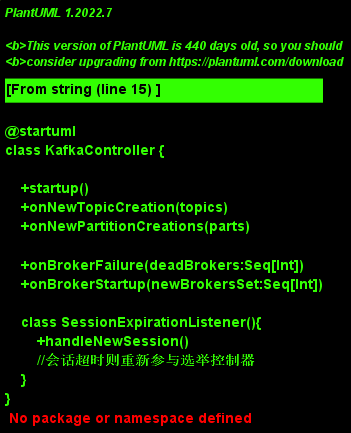 PlantUML 1.2022.7
<b>This version of PlantUML is 440 days old, so you should
<b>consider upgrading from https://plantuml.com/download
[From string (line 15) ]
@startuml
class KafkaController {
+startup()
+onNewTopicCreation(topics)
+onNewPartitionCreations(parts)
+onBrokerFailure(deadBrokers:Seq[Int])
+onBrokerStartup(newBrokersSet:Seq[Int])
class SessionExpirationListener(){
+handleNewSession()
//会话超时则重新参与选举控制器
}
}
No package or namespace defined